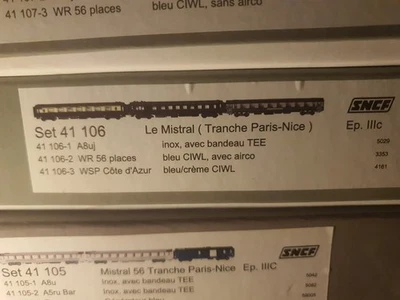 41 107-3 WR 56 places bleu CIWL, sans airco
SNCF
Set 41 106 Le Mistral ( Tranche Paris-Nice ) Ep. IIIc
41 106-1 A8uj inox, avec bandeau TEE 5029
41 106-2 WR 56 places bleu CIWL, avec airco 3353
41 106-3 WSP Côte d'Azur bleu/crème CIWL 4161
SNCF
Set 41 105 Mistral 56 Tranche Paris-Nice Ep. IIIC
41 105-1 A8u Inox, avec bandeau TEE
41 105-2 A5ru Bar Inox, avec bandeau TEE